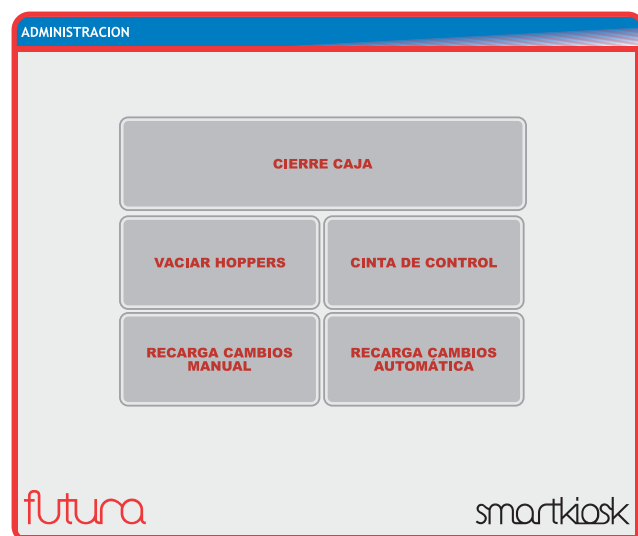 ADMINISTRACION
CIERRE CAJA
VACIAR HOPPERS
CINTA DE CONTROL
RECARGA CAMBIOS
MANUAL
RECARGA CAMBIOS
AUTOMÁTICA
futura
smartkiosk